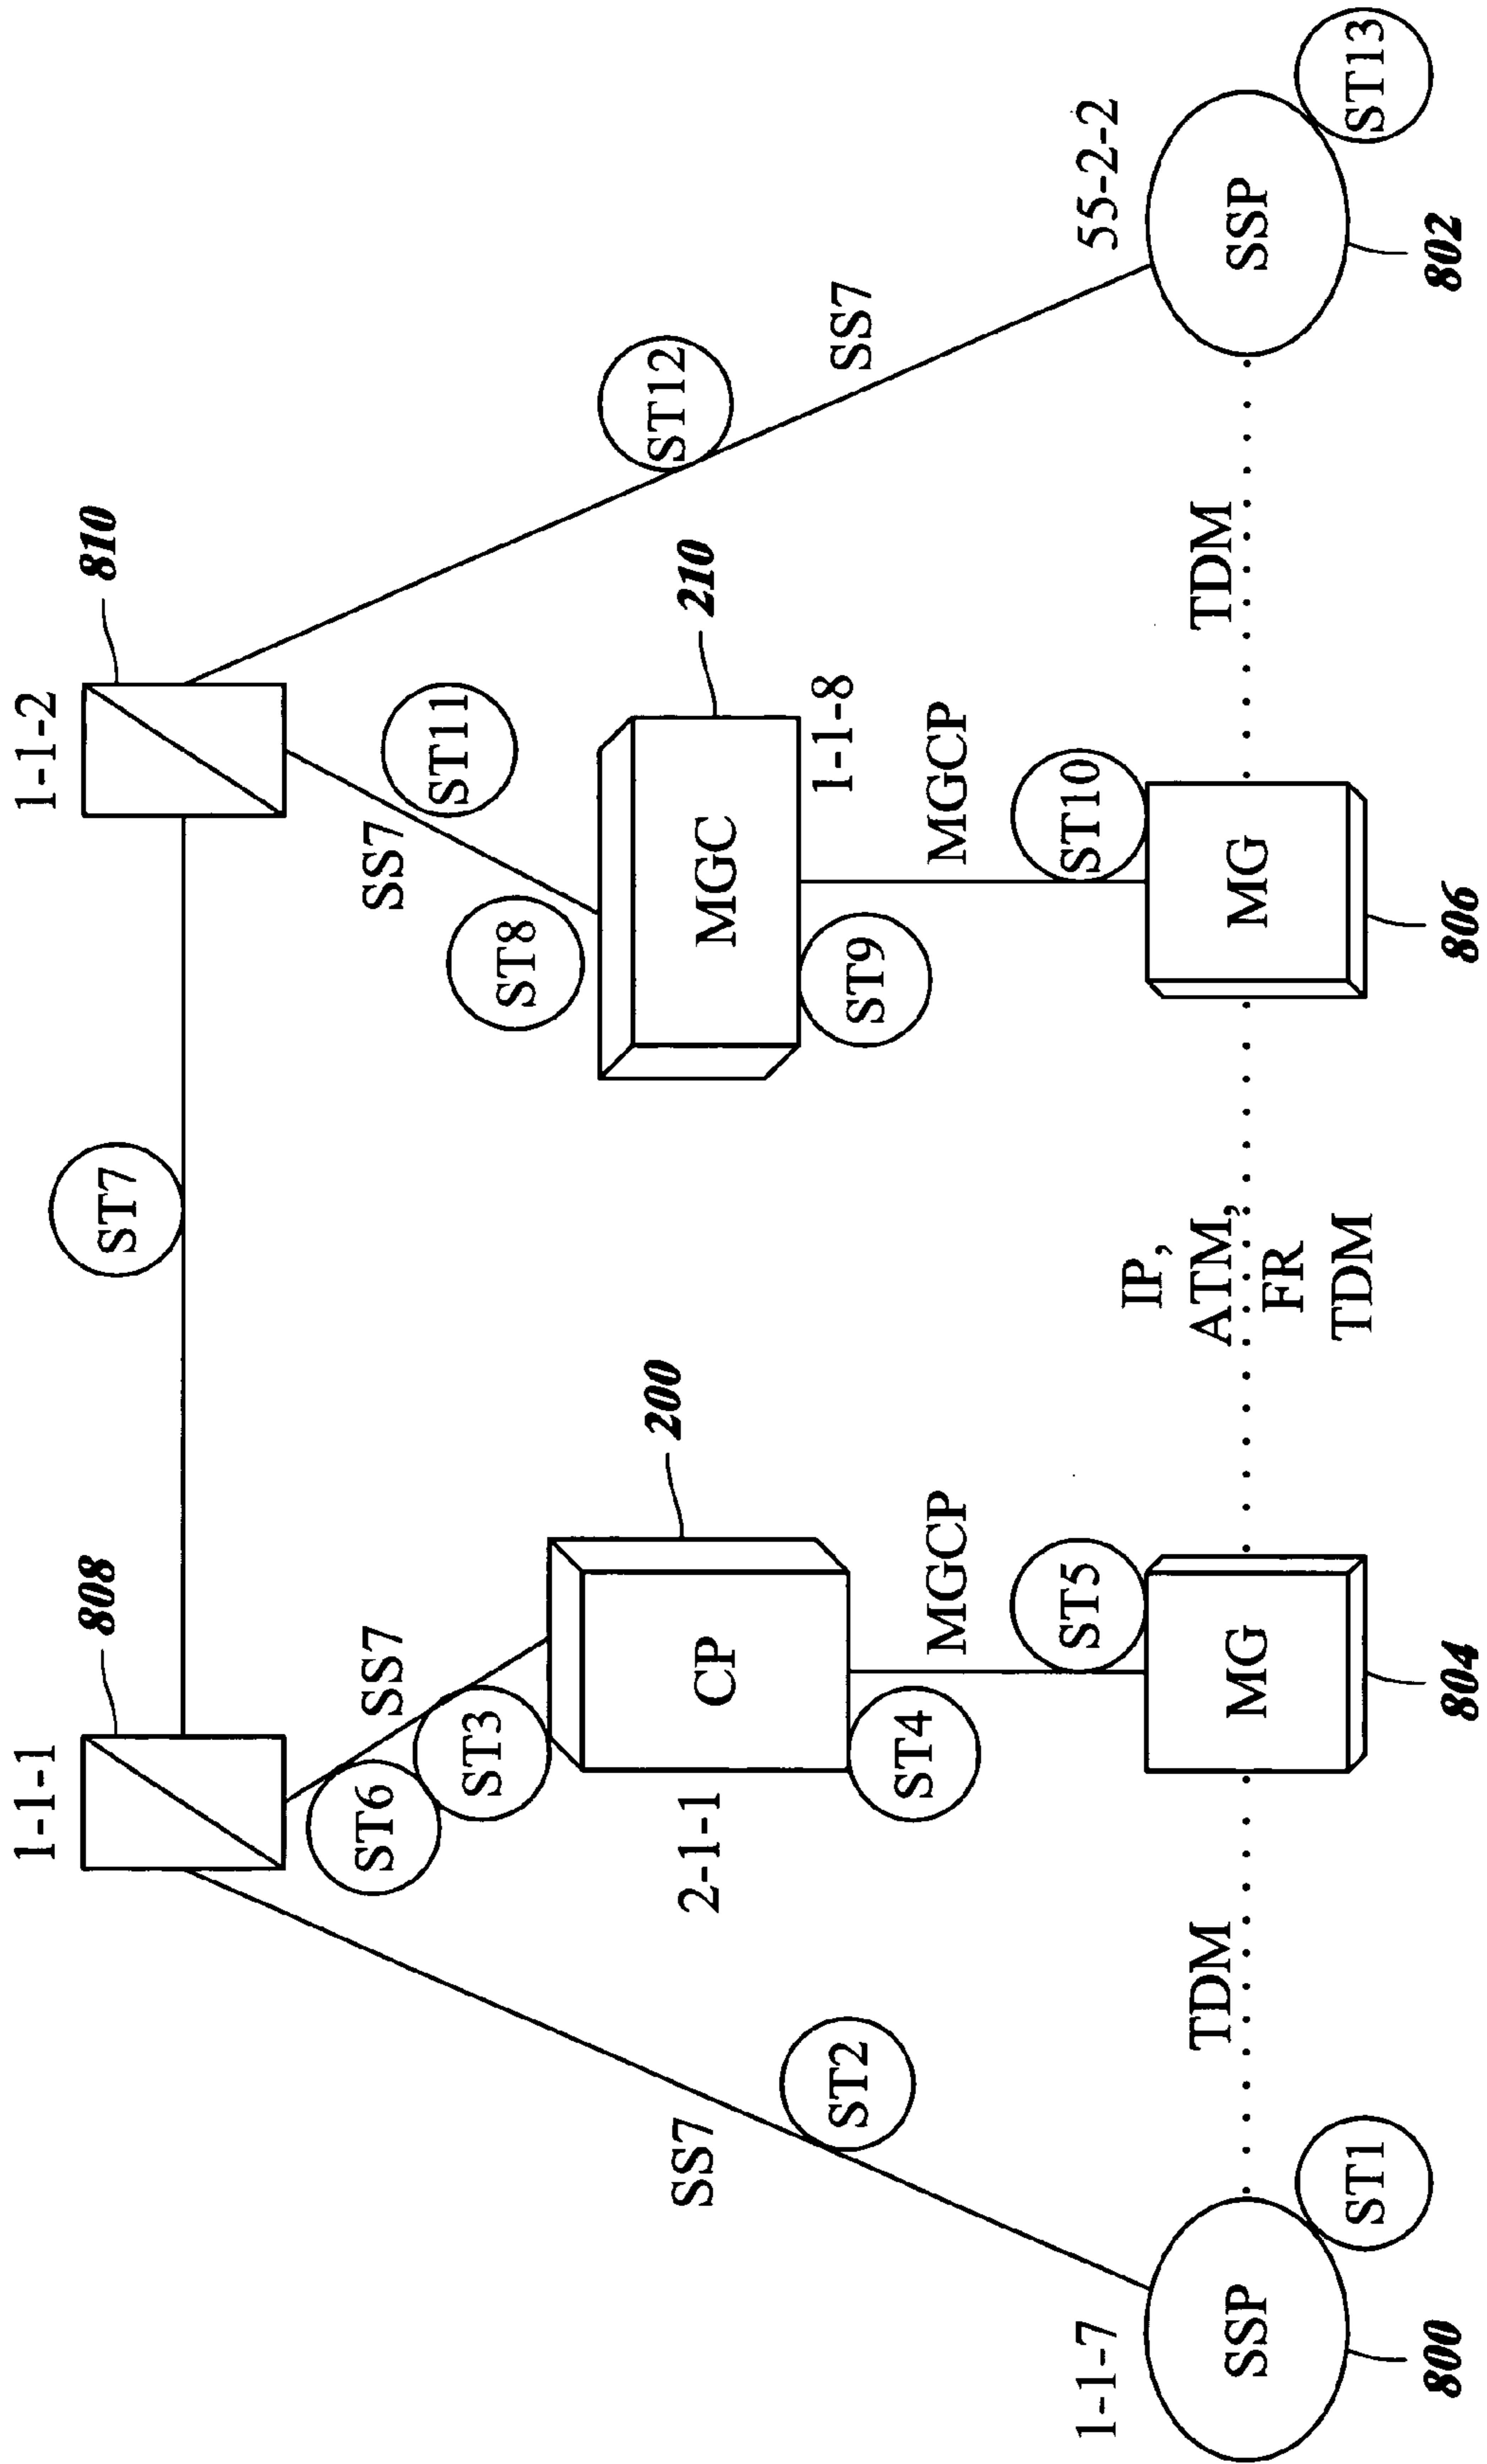 1-1-1
808
ST7
1-1-2
810
SS7
ST6
ST3
SS7
ST11
ST8
SS7
ST2
2-1-1
CP
200
MGC
210
1-1-8
ST12
SS7
ST4
MGCP
ST9
MGCP
ST5
ST10
1-1-7
SSP
800
ST1
TDM
MG
804
IP,
ATM,
FR
TDM
MG
806
TDM
55-2-2
SSP
802
ST13